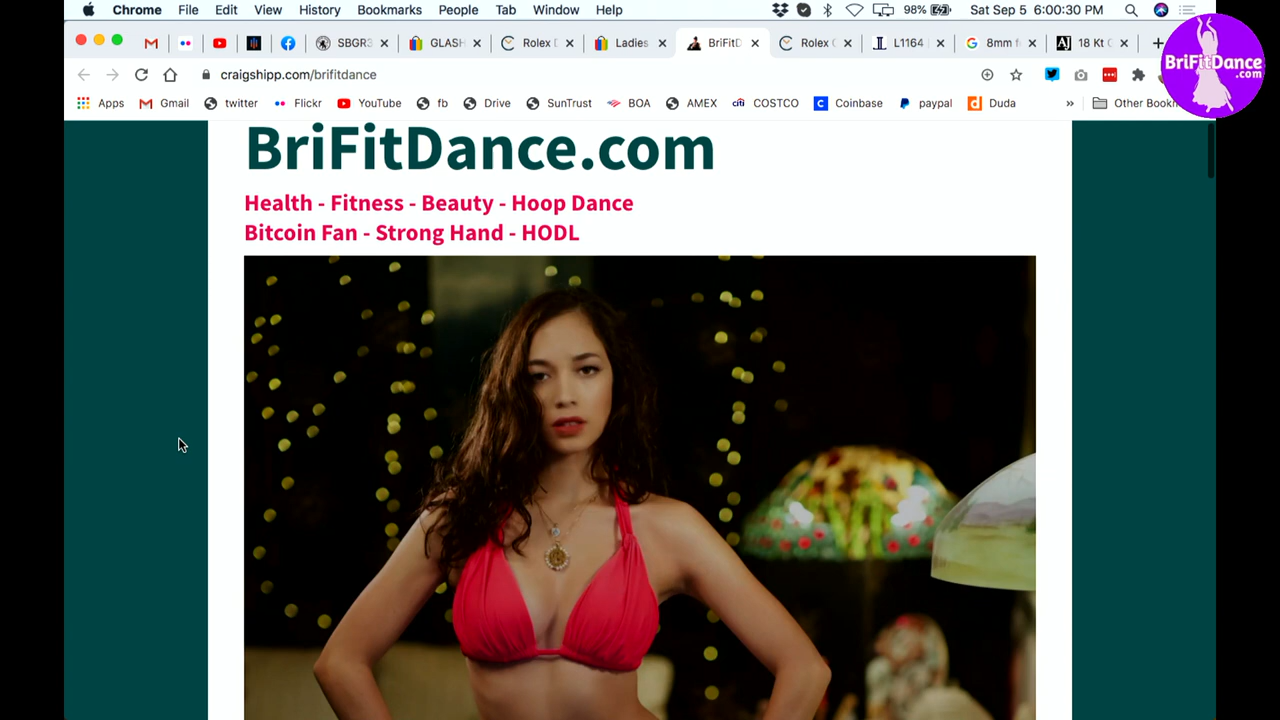 Chrome File Edit View History Bookmarks People Tab Window Help 98% Sat Sep 5 6:00:30 PM
SBGR3 GLASH Rolex D Ladies BriFitD Rolex C L1164 8mm f 18 Kt G
craigshipp.com/brifitdance
Apps Gmail twitter Flickr YouTube fb Drive SunTrust BOA AMEX COSTCO Coinbase paypal Duda » Other Bookm
BriFitDance
.com
BriFitDance.com
Health - Fitness - Beauty - Hoop Dance
Bitcoin Fan - Strong Hand - HODL